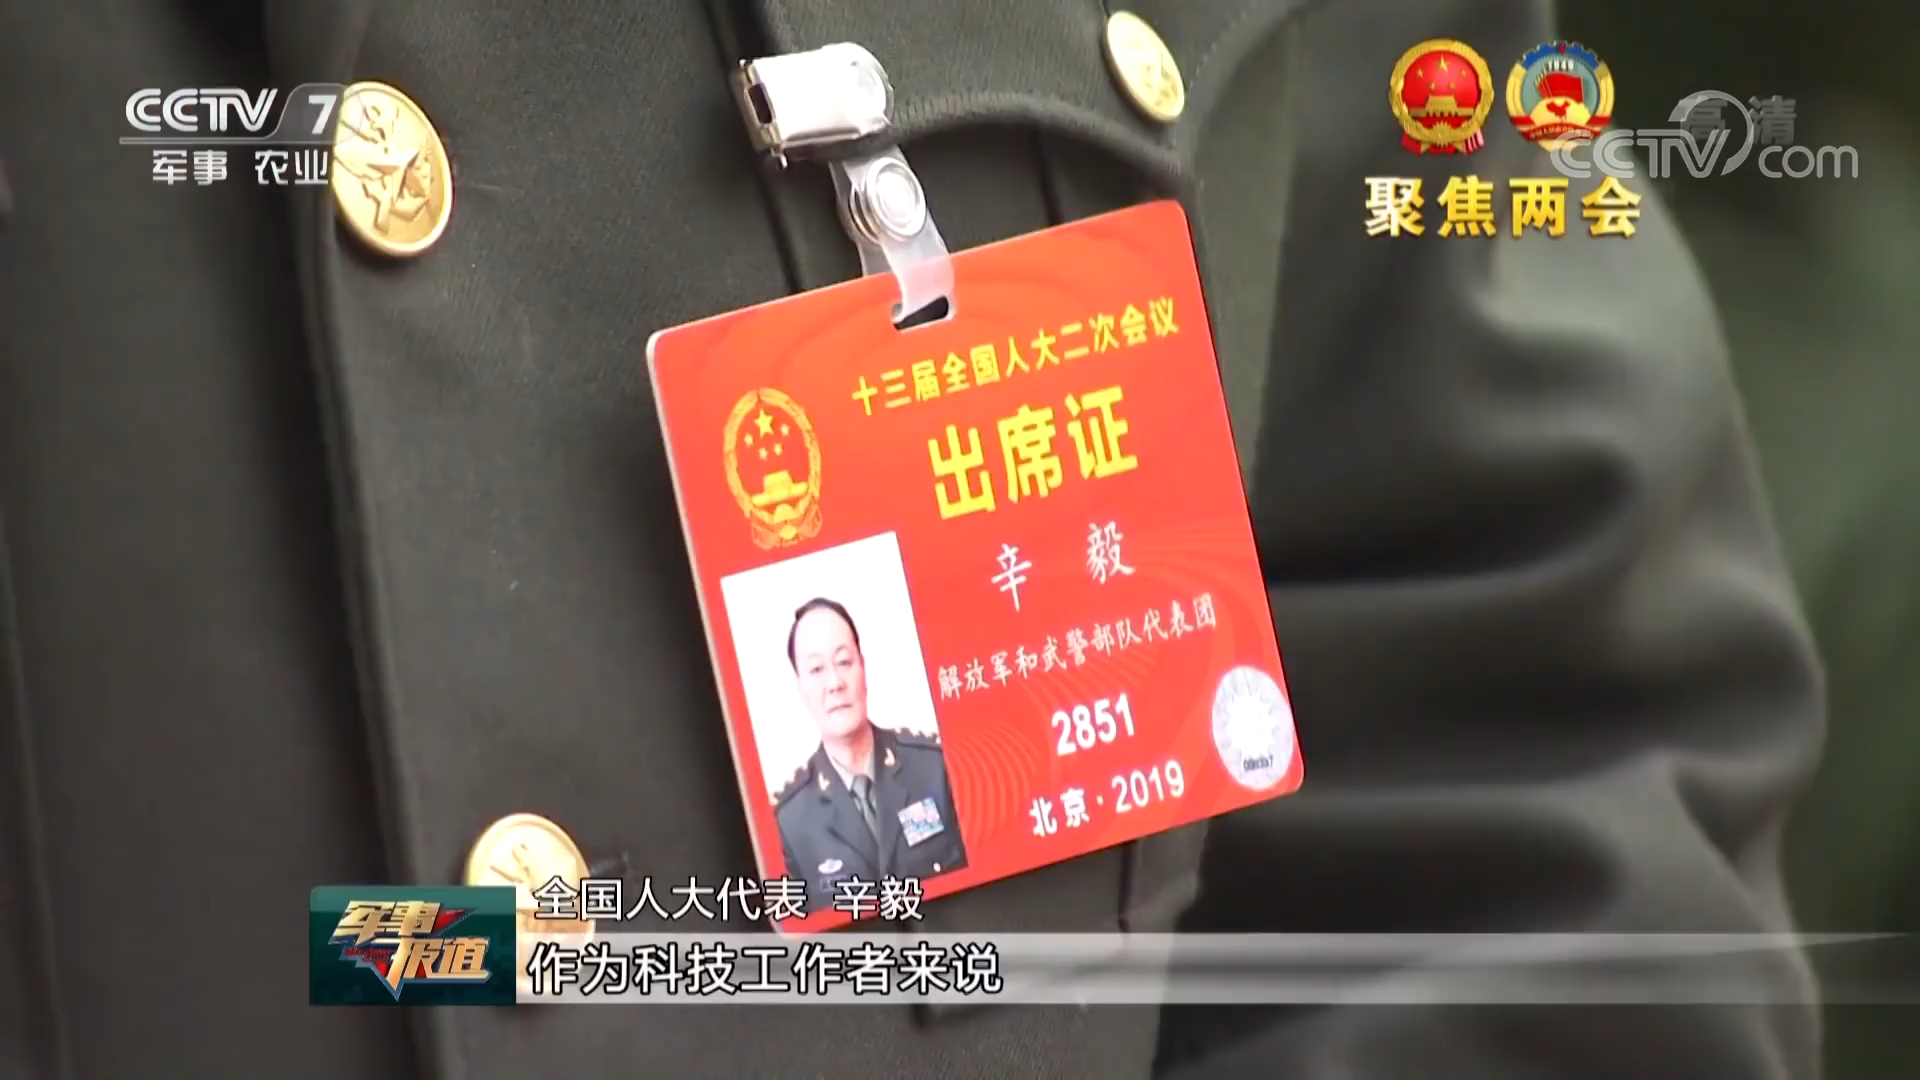 CCTV 7
军事 农业
高清
CCTV.com
聚焦两会
十三届全国人大二次会议
出席证
辛毅
解放军和武警部队代表团
2851
北京·2019
军事报道
全国人大代表 辛毅
作为科技工作者来说